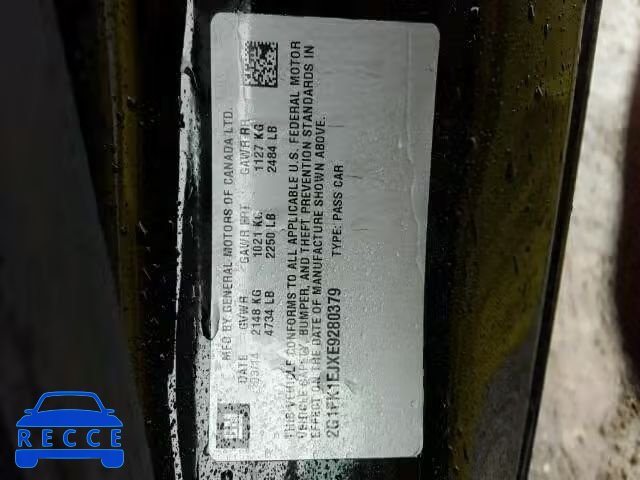 MFD BY GENERAL MOTORS OF CANADA LTD.
DATE GVWR GAWR FRT GAWR RR
2148 KG 1021 KG 1127 KG
4734 LB 2250 LB 2484 LB
THIS VEHICLE CONFORMS TO ALL APPLICABLE U.S. FEDERAL MOTOR
VEHICLE SAFETY, BUMPER, AND THEFT PREVENTION STANDARDS IN
EFFECT ON THE DATE OF MANUFACTURE SHOWN ABOVE.
2G1FK1EJXE9280379 TYPE: PASS CAR